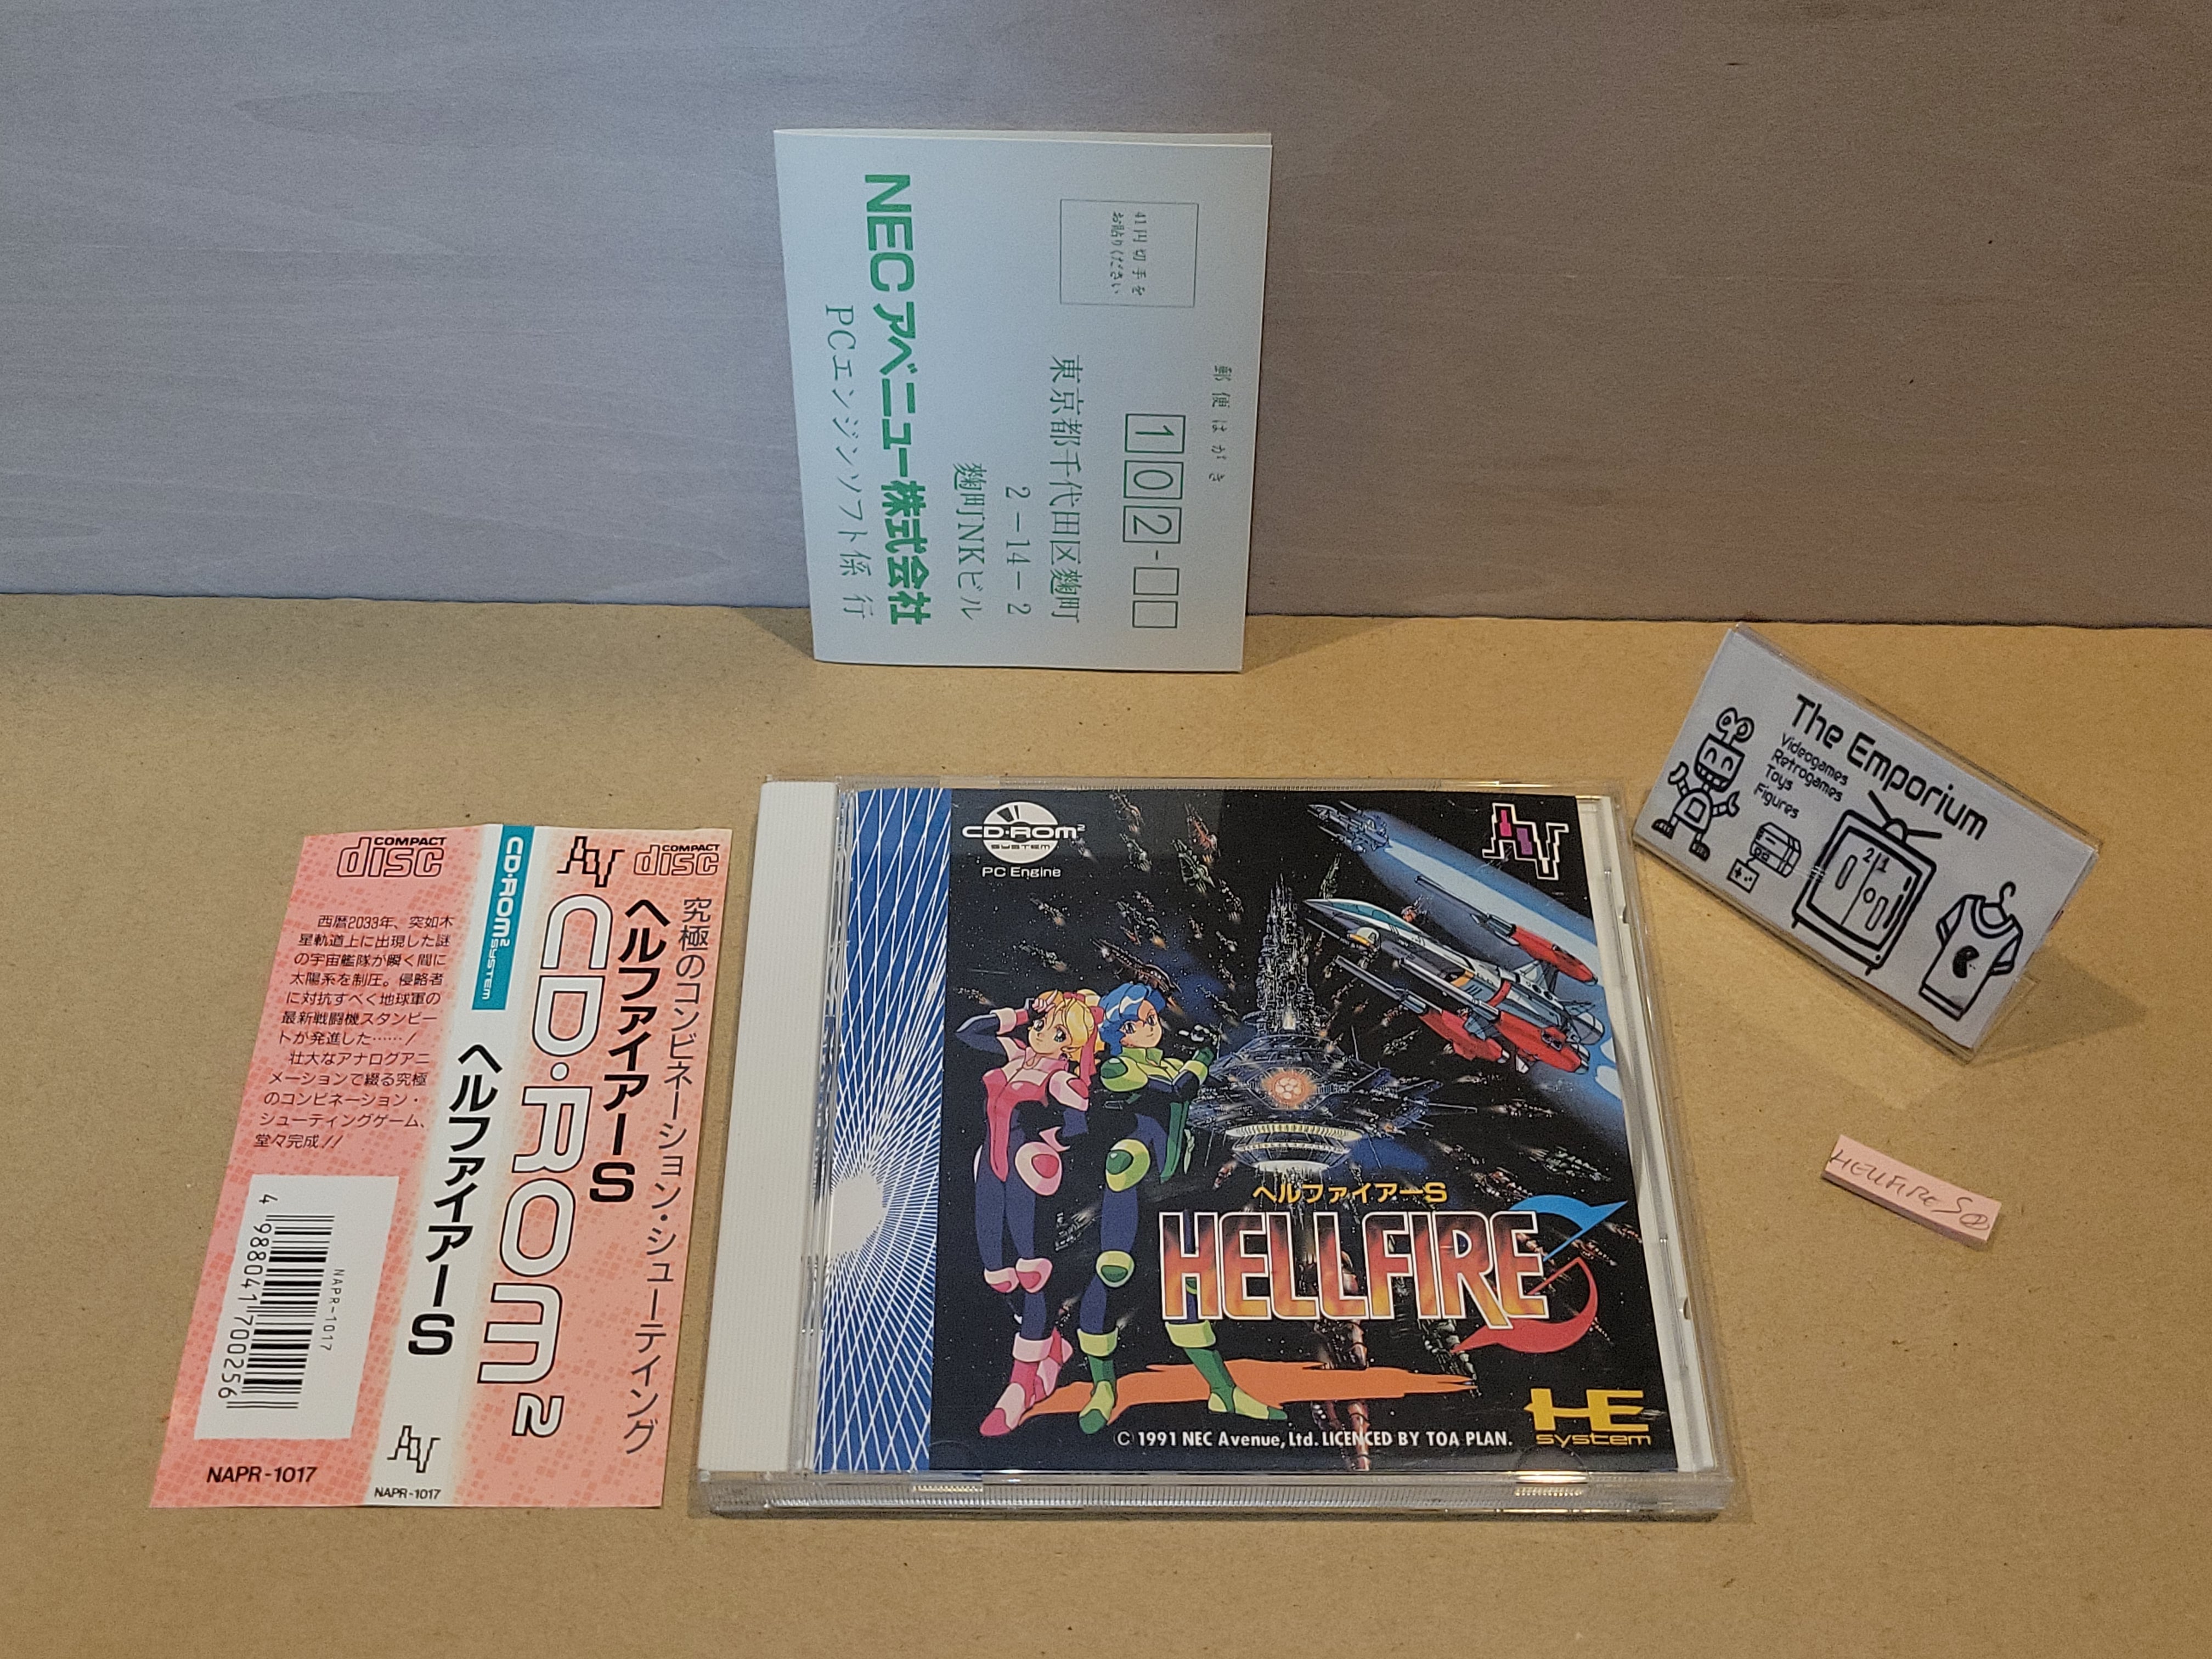 郵便はがき
41円切手を
お貼りください
102-
東京都千代田区麹町
2－14－2
麹町NKビル
NECアベニュー株式会社
PCエンジンソフト係 行
The Emporium
Videogames
Retrogames
Toys
Figures
21
HELLFIRE S
COMPACT
disc
西暦2033年、突如木
星軌道上に出現した謎
の宇宙艦隊が瞬く間に
太陽系を制圧。侵略者
に対抗すべく地球軍の
最新戦闘機スタンピー
トが発進した……!
壮大なアナログアニ
メーションで綴る究極
のコンビネーション・
シューティングゲーム、
堂々完成!!
NAPR-1017
4 988041 700256
NAPR-1017
CD・ROM²
SYSTEM
ヘルファイアーS
AV
NAPR-1017
AV
COMPACT
disc
究極のコンビネーション・シューティング
ヘルファイアーS
CD・ROM²
CD・ROM²
SYSTEM
PC Engine
AV
ヘルファイアーS
HELLFIRE S
HE
system
© 1991 NEC Avenue, Ltd. LICENCED BY TOA PLAN.